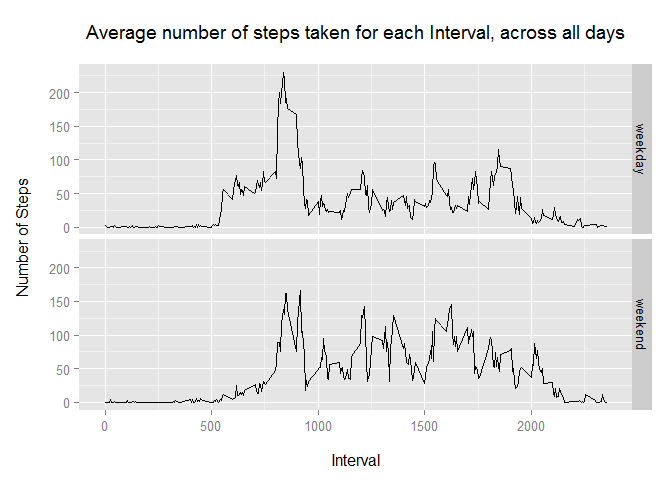 Average number of steps taken for each Interval, across all days
Number of Steps
200
150
100
50
0
weekday
200
150
100
50
0
weekend
0 500 1000 1500 2000
Interval